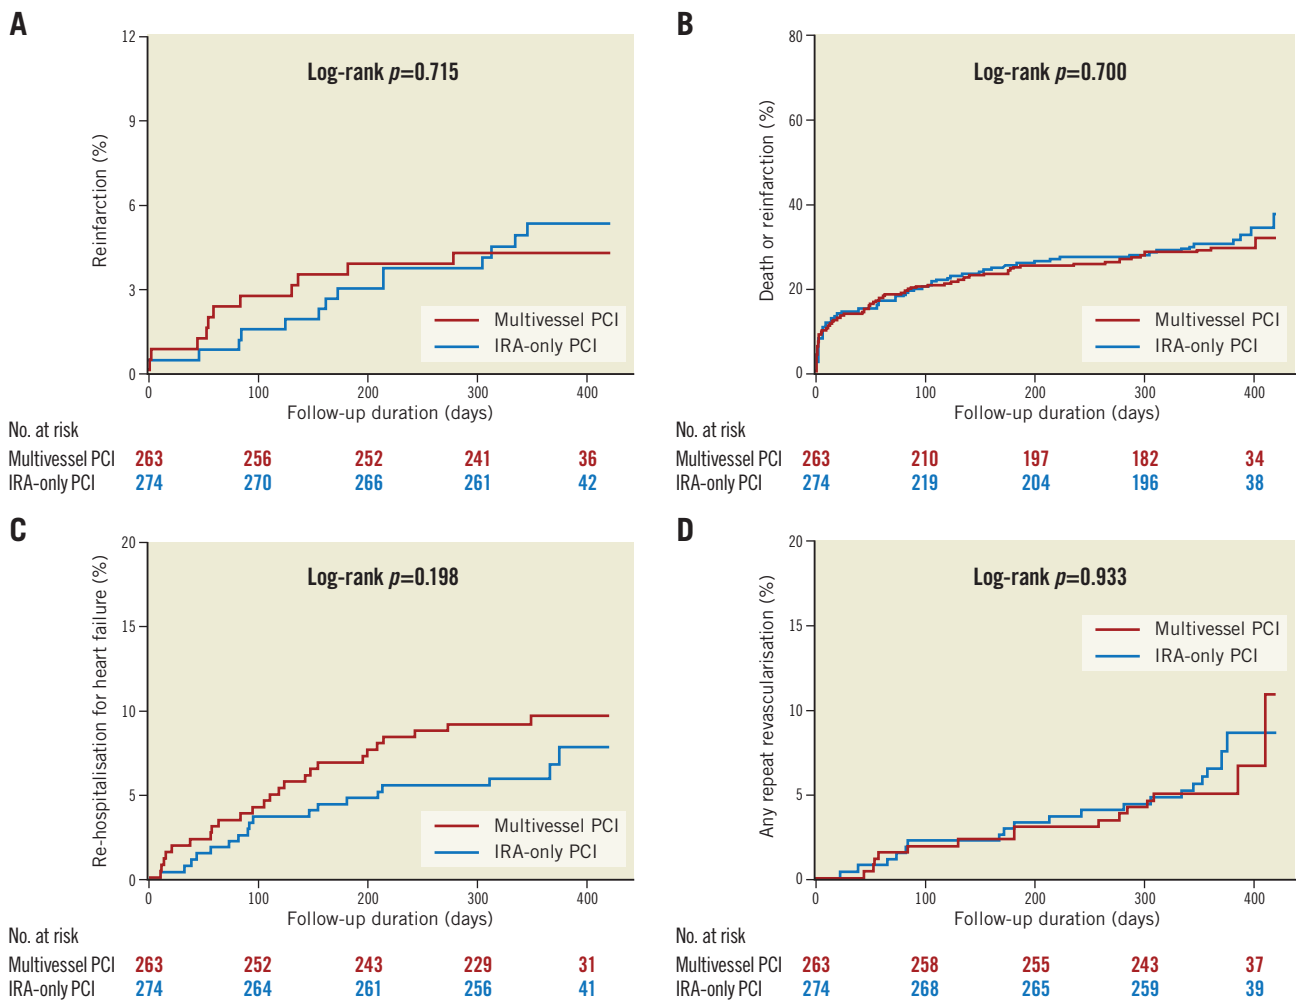 A
Log-rank p=0.715
Reinfarction (%)
12
9
6
3
0
Multivessel PCI
IRA-only PCI
0 100 200 300 400
Follow-up duration (days)
No. at risk
Multivessel PCI 263 256 252 241 36
IRA-only PCI 274 270 266 261 42
B
Log-rank p=0.700
Death or reinfarction (%)
80
60
40
20
0
Multivessel PCI
IRA-only PCI
0 100 200 300 400
Follow-up duration (days)
No. at risk
Multivessel PCI 263 210 197 182 34
IRA-only PCI 274 219 204 196 38
C
Log-rank p=0.198
Re-hospitalisation for heart failure (%)
20
15
10
5
0
Multivessel PCI
IRA-only PCI
0 100 200 300 400
Follow-up duration (days)
No. at risk
Multivessel PCI 263 252 243 229 31
IRA-only PCI 274 264 261 256 41
D
Log-rank p=0.933
Any repeat revascularisation (%)
20
15
10
5
0
Multivessel PCI
IRA-only PCI
0 100 200 300 400
Follow-up duration (days)
No. at risk
Multivessel PCI 263 258 255 243 37
IRA-only PCI 274 268 265 259 39